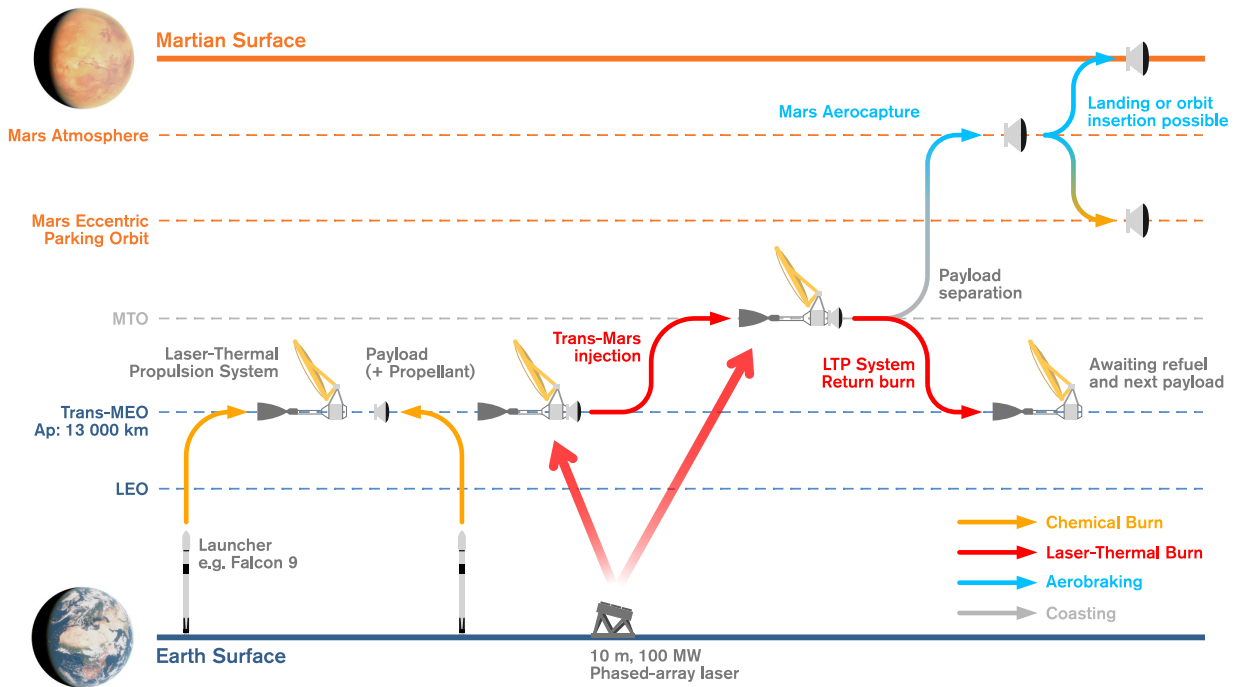 Martian Surface
Mars Aerocapture
Landing or orbit
insertion possible
Mars Atmosphere
Mars Eccentric
Parking Orbit
Payload
separation
MTO
Trans-Mars
injection
Laser-Thermal
Propulsion System
Payload
(+ Propellant)
LTP System
Return burn
Awaiting refuel
and next payload
Trans-MEO
Ap: 13 000 km
LEO
Launcher
e.g. Falcon 9
Chemical Burn
Laser-Thermal Burn
Aerobraking
Coasting
Earth Surface
10 m, 100 MW
Phased-array laser